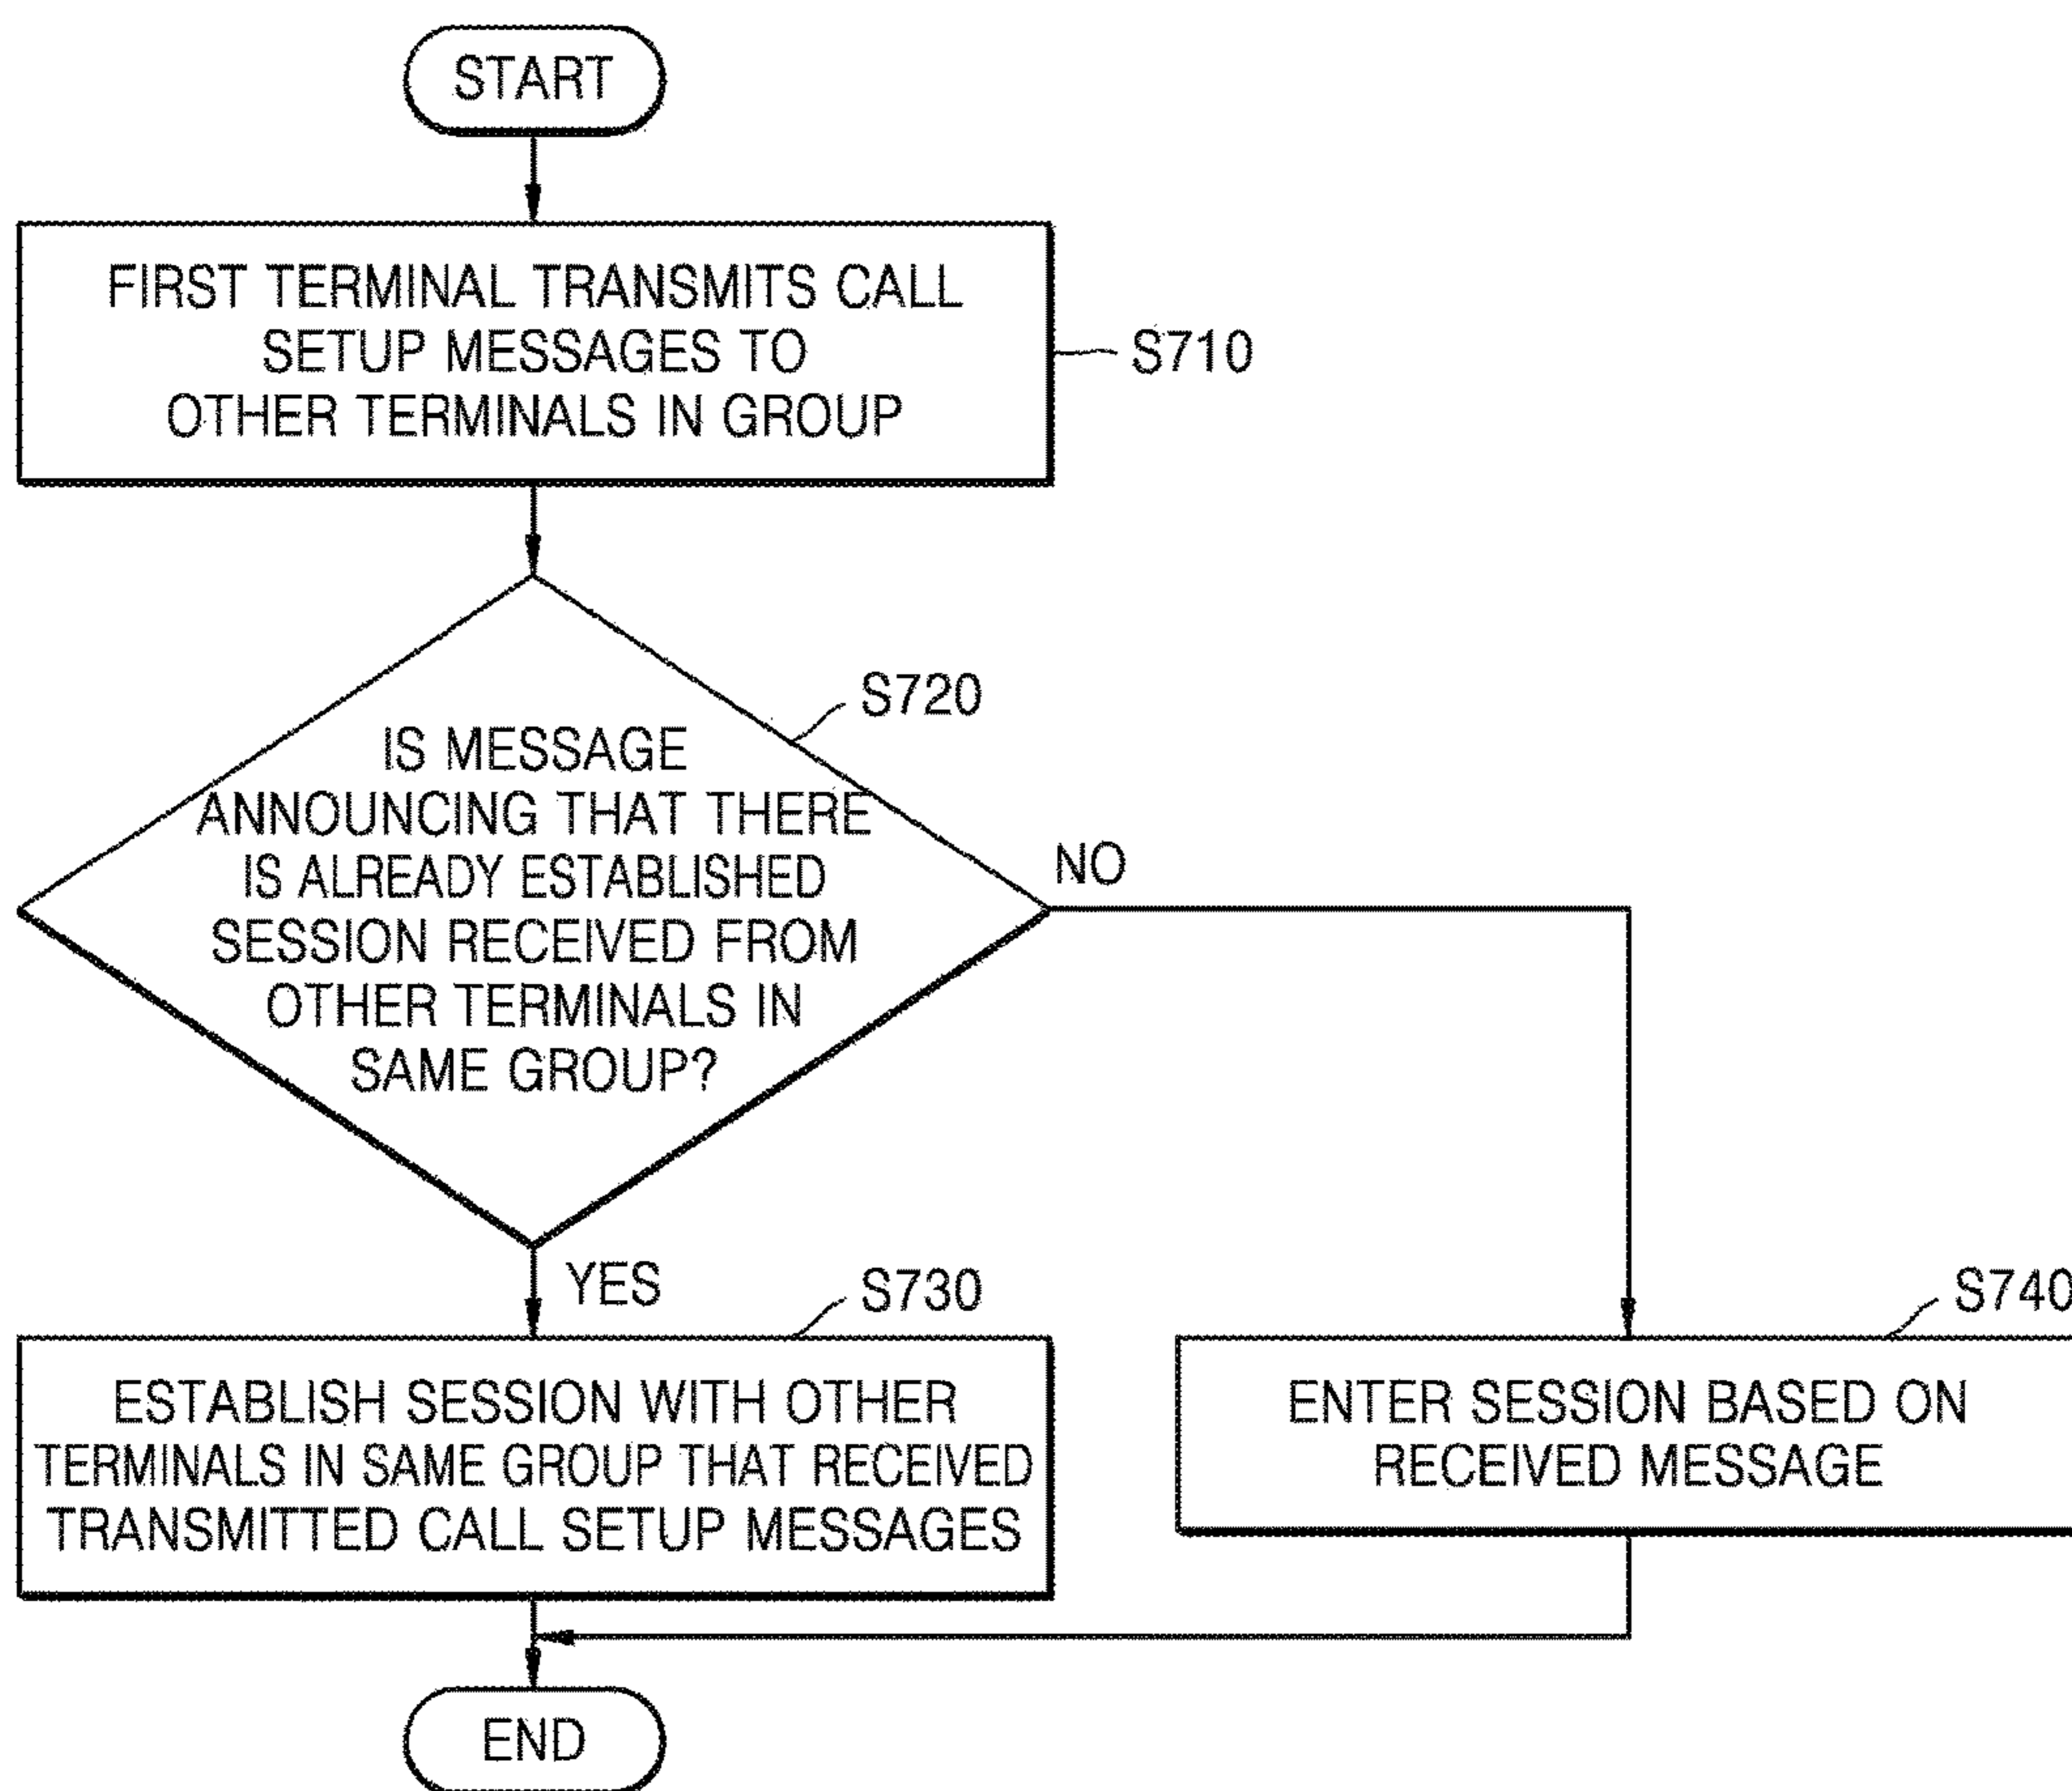 START
FIRST TERMINAL TRANSMITS CALL
SETUP MESSAGES TO
OTHER TERMINALS IN GROUP
S710
S720
IS MESSAGE
ANNOUNCING THAT THERE
IS ALREADY ESTABLISHED
SESSION RECEIVED FROM
OTHER TERMINALS IN
SAME GROUP?
NO
YES
S730
ESTABLISH SESSION WITH OTHER
TERMINALS IN SAME GROUP THAT RECEIVED
TRANSMITTED CALL SETUP MESSAGES
S740
ENTER SESSION BASED ON
RECEIVED MESSAGE
END